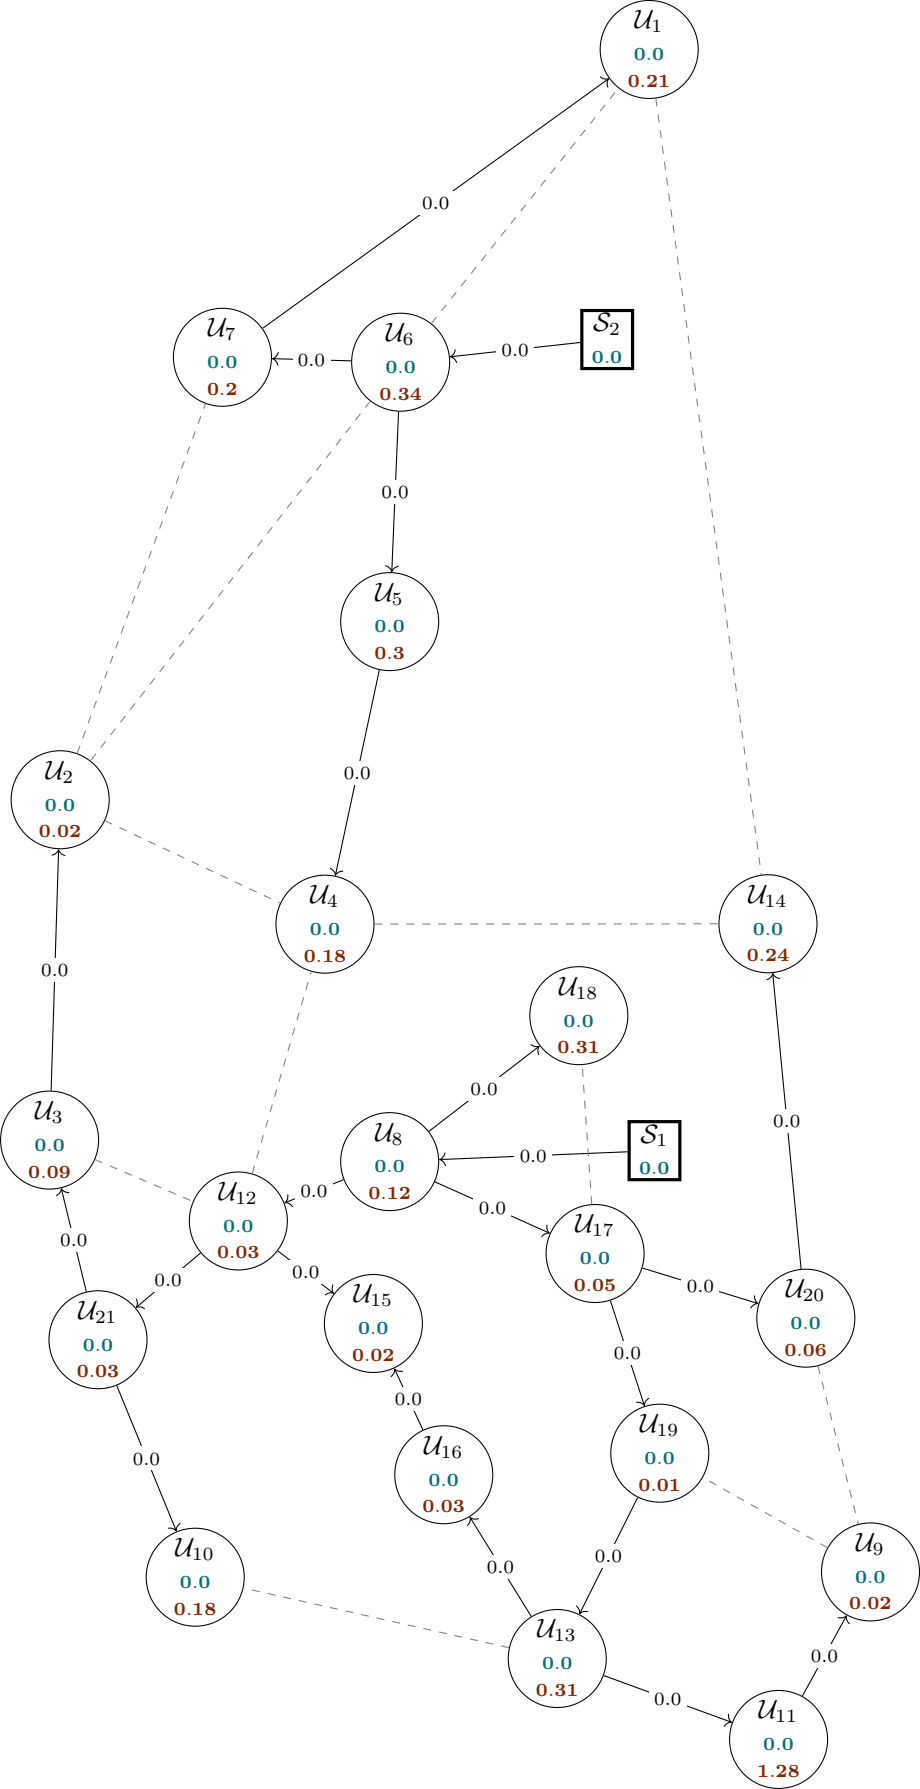 𝒰₁
0.0
0.21
0.0
𝒰₇
0.0
0.2
0.0
𝒰₆
0.0
0.34
0.0
𝒮₂
0.0
0.0
𝒰₅
0.0
0.3
0.0
𝒰₂
0.0
0.02
𝒰₄
0.0
0.18
𝒰₁₄
0.0
0.24
0.0
𝒰₁₈
0.0
0.31
0.0
0.0
𝒰₃
0.0
0.09
𝒰₈
0.0
0.12
0.0
𝒮₁
0.0
𝒰₁₂
0.0
0.03
0.0
0.0
𝒰₁₇
0.0
0.05
0.0
0.0
0.0
0.0
𝒰₂₁
0.0
0.03
𝒰₁₅
0.0
0.02
𝒰₂₀
0.0
0.06
0.0
0.0
0.0
𝒰₁₆
0.0
0.03
𝒰₁₉
0.0
0.01
𝒰₁₀
0.0
0.18
0.0
0.0
𝒰₉
0.0
0.02
𝒰₁₃
0.0
0.31
0.0
0.0
𝒰₁₁
0.0
1.28